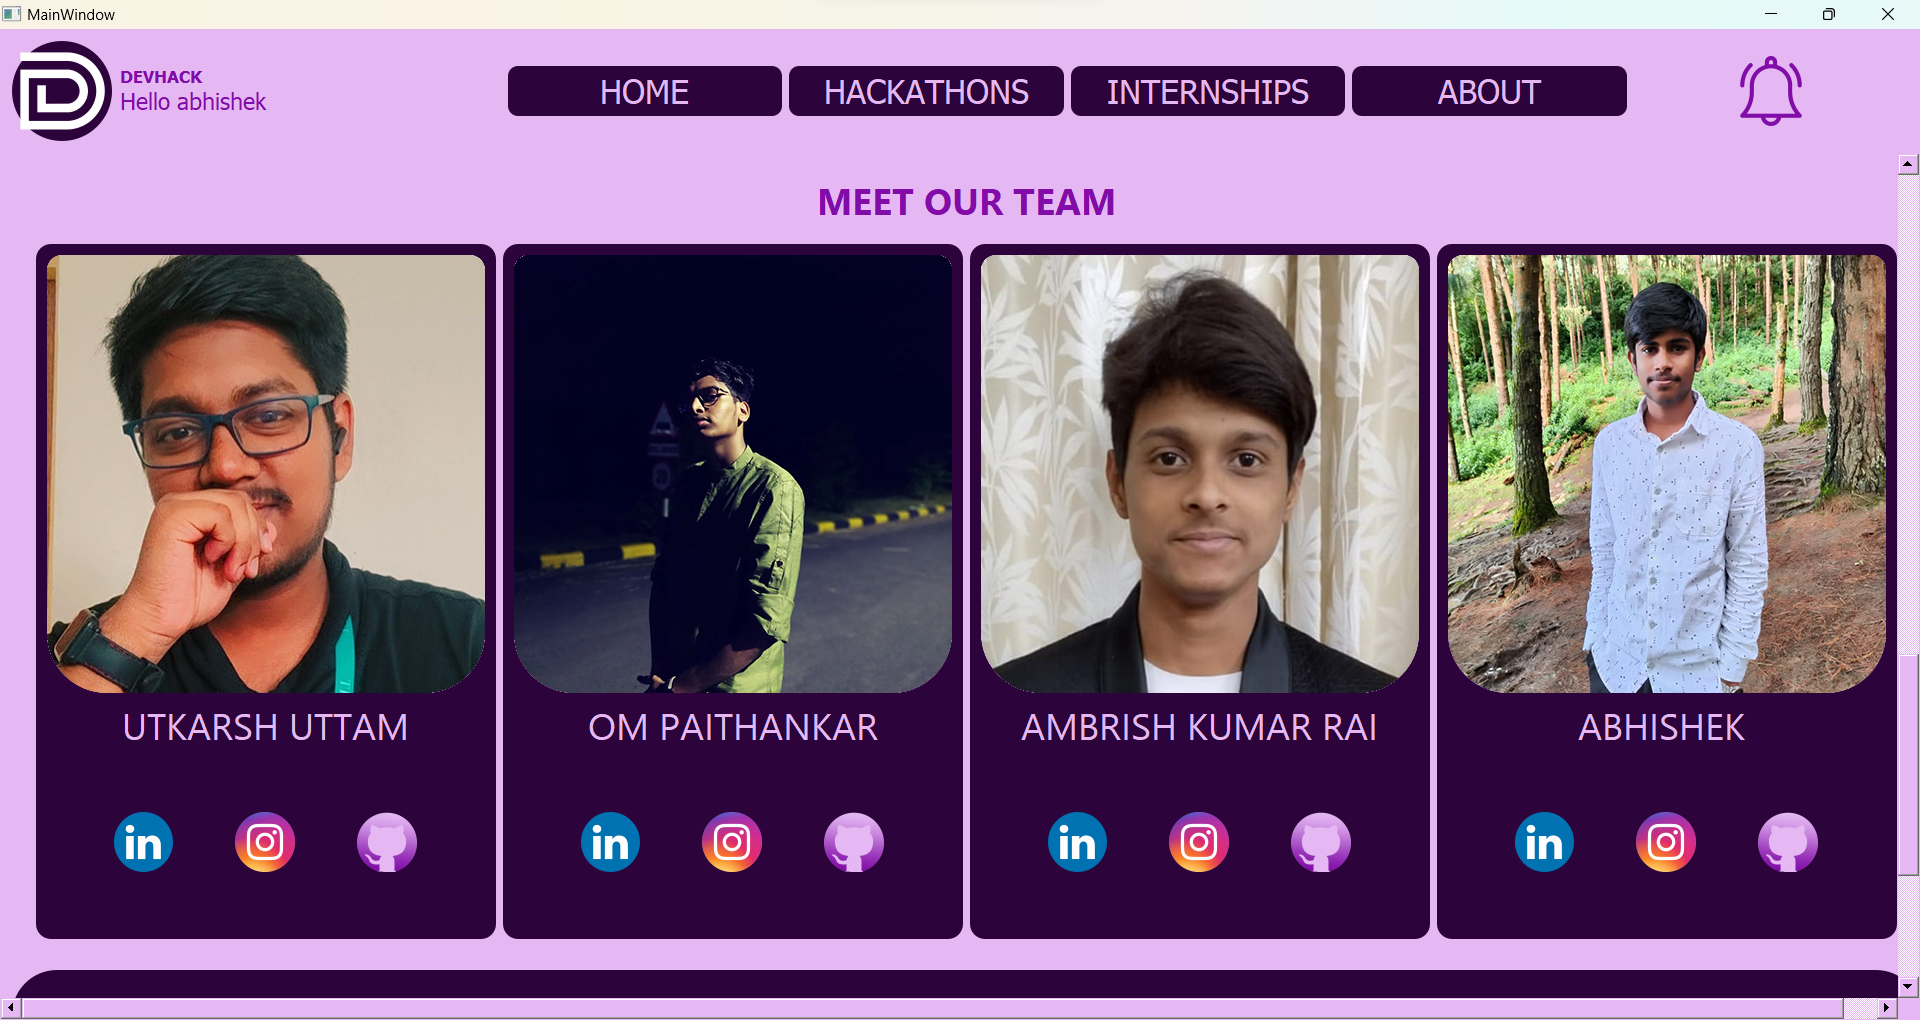 MainWindow
DEVHACK
Hello abhishek
HOME
HACKATHONS
INTERNSHIPS
ABOUT
MEET OUR TEAM
UTKARSH UTTAM
OM PAITHANKAR
AMBRISH KUMAR RAI
ABHISHEK
in
in
in
in